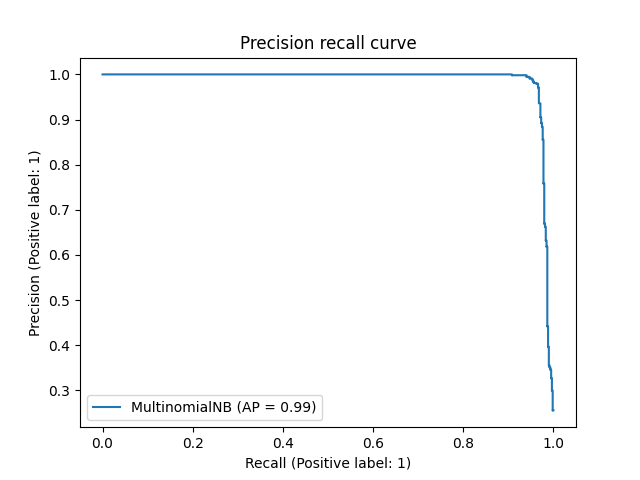 Precision recall curve
1.0
0.9
0.8
0.7
0.6
0.5
0.4
0.3
Precision (Positive label: 1)
MultinomialNB (AP = 0.99)
0.0 0.2 0.4 0.6 0.8 1.0
Recall (Positive label: 1)